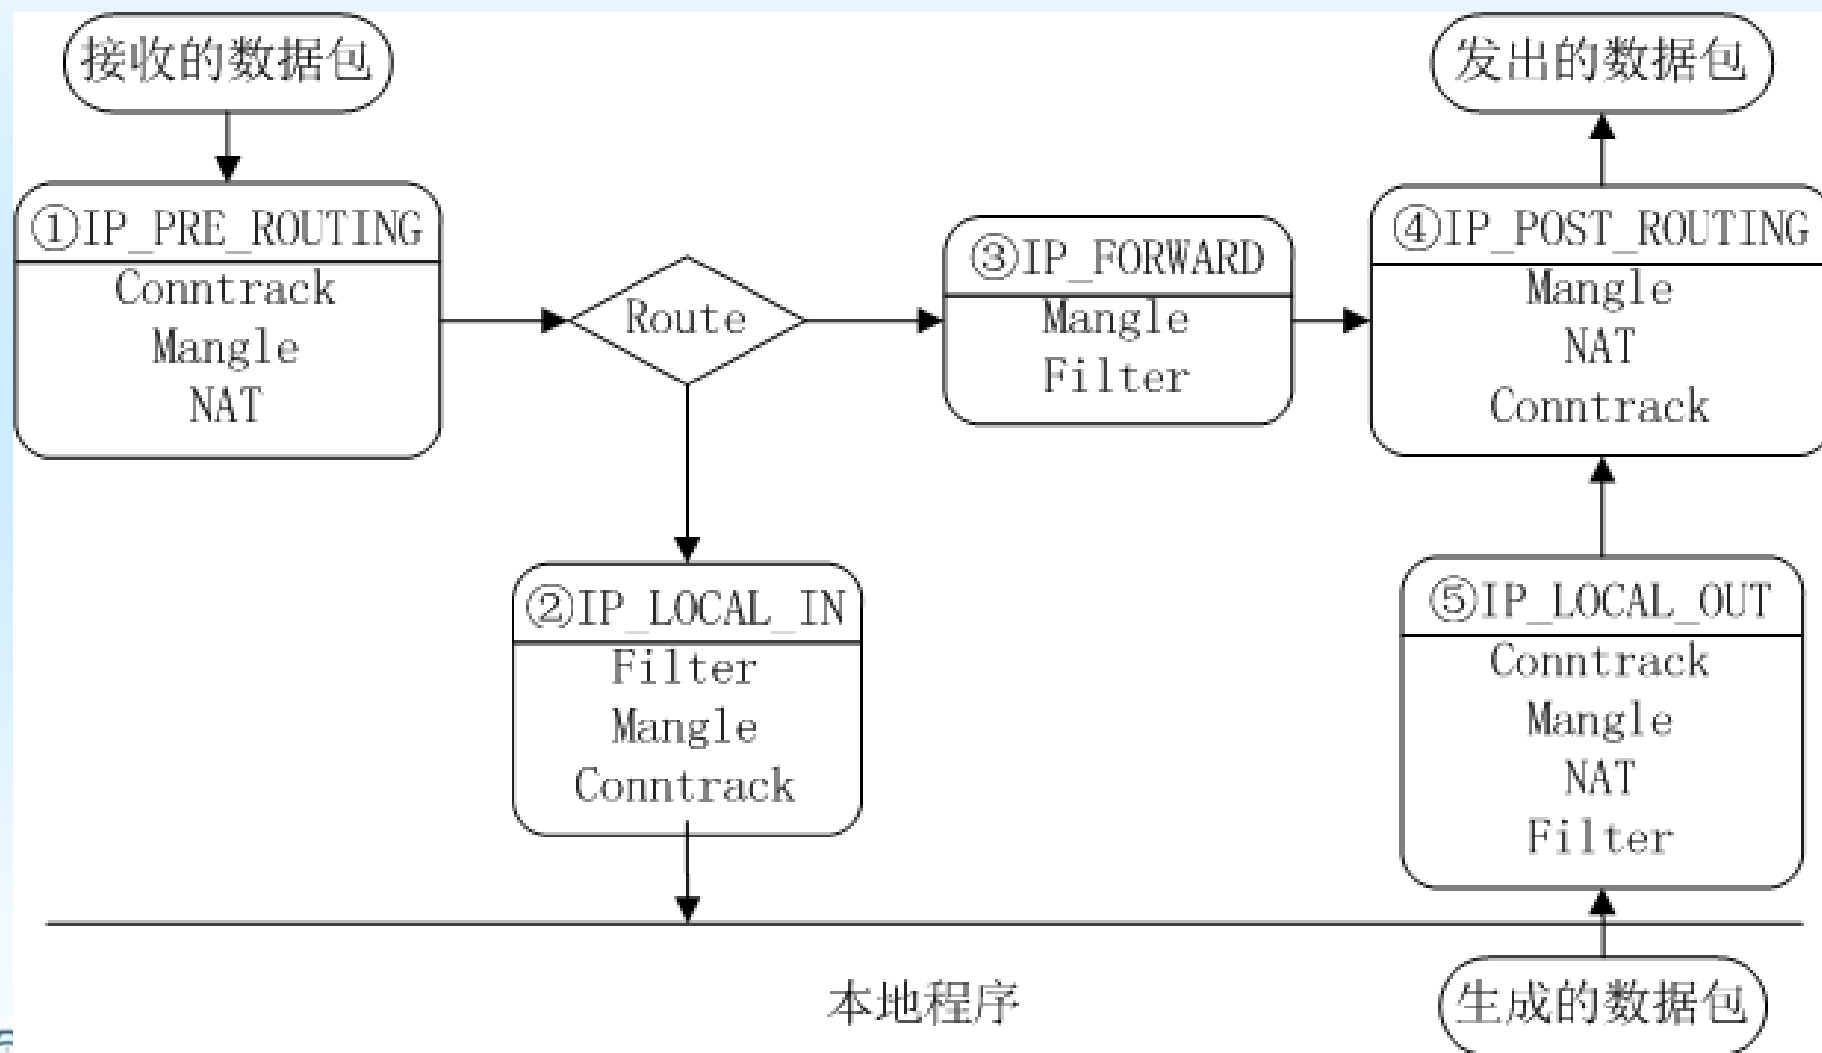 接收的数据包
发出的数据包
①IP_PRE_ROUTING
Conntrack
Mangle
NAT
Route
③IP_FORWARD
Mangle
Filter
④IP_POST_ROUTING
Mangle
NAT
Conntrack
②IP_LOCAL_IN
Filter
Mangle
Conntrack
⑤IP_LOCAL_OUT
Conntrack
Mangle
NAT
Filter
本地程序
生成的数据包